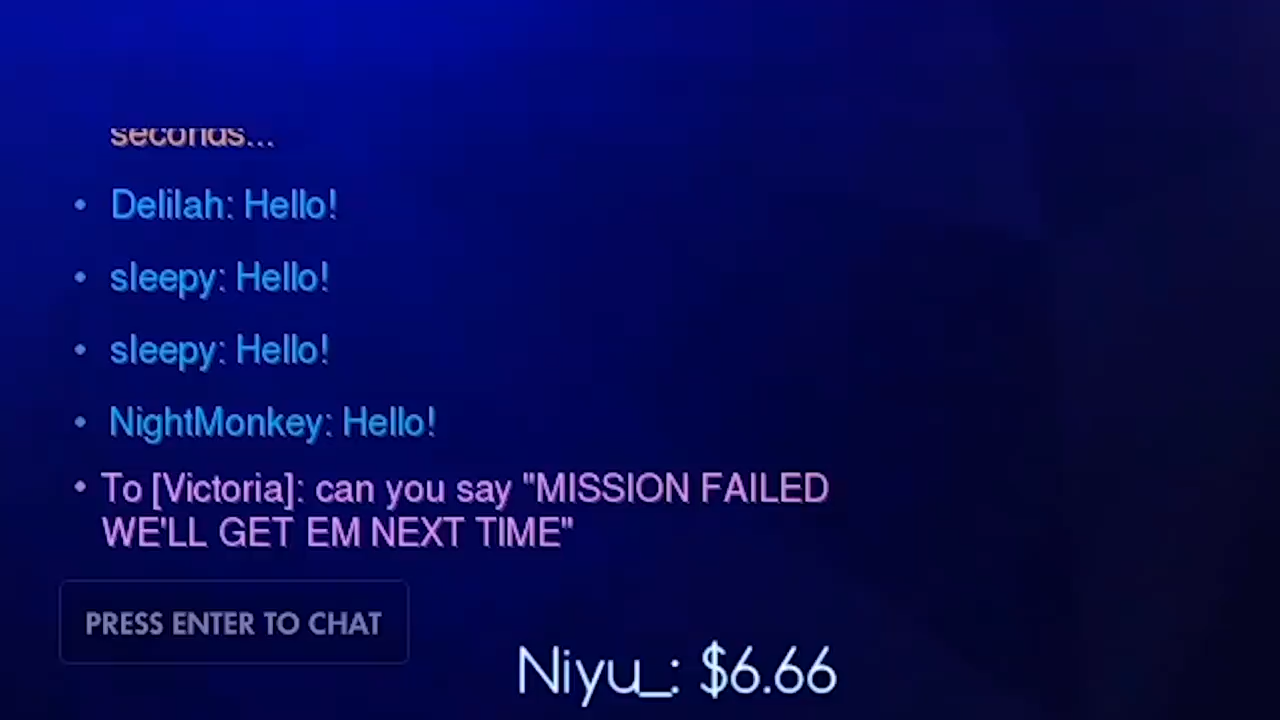 seconds...
• Delilah: Hello!
• sleepy: Hello!
• sleepy: Hello!
• NightMonkey: Hello!
• To [Victoria]: can you say "MISSION FAILED
WE'LL GET EM NEXT TIME"
PRESS ENTER TO CHAT
Niyu_: $6.66